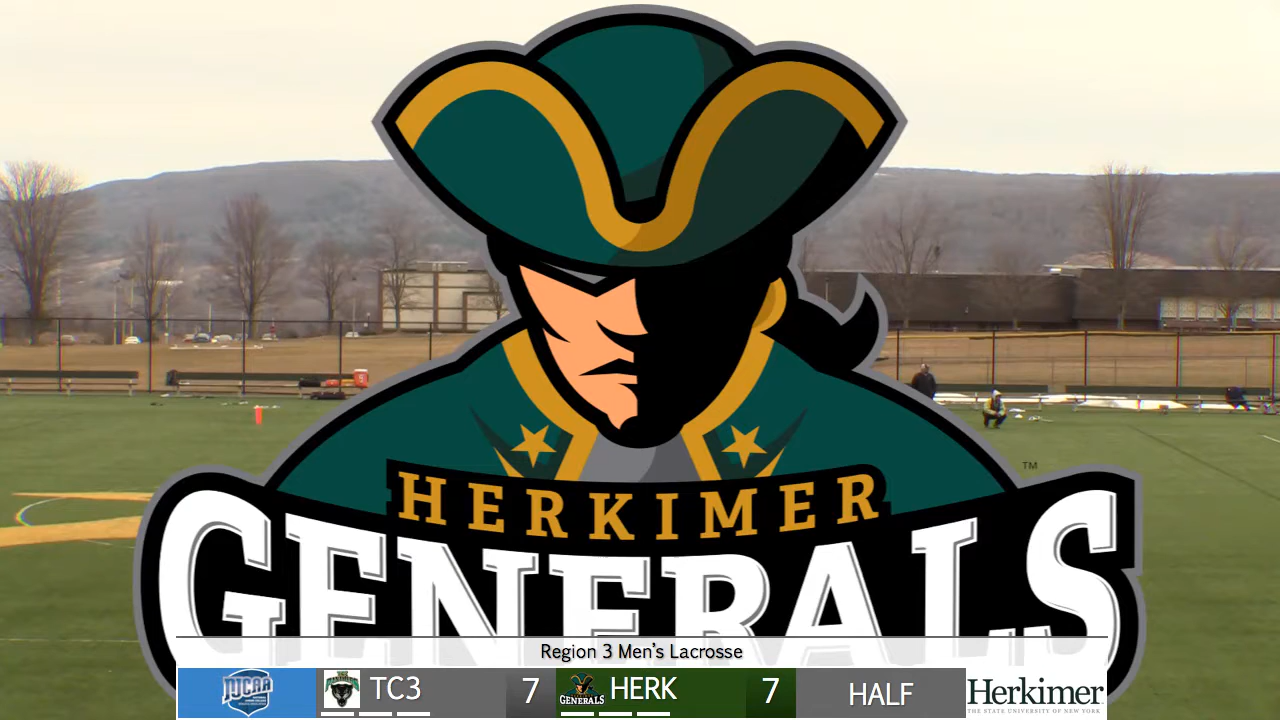 HERKIMER
GENERALS
TM
Region 3 Men's Lacrosse
NJCAA
TC3 7
GENERALS
HERK 7
HALF
Herkimer
THE STATE UNIVERSITY OF NEW YORK